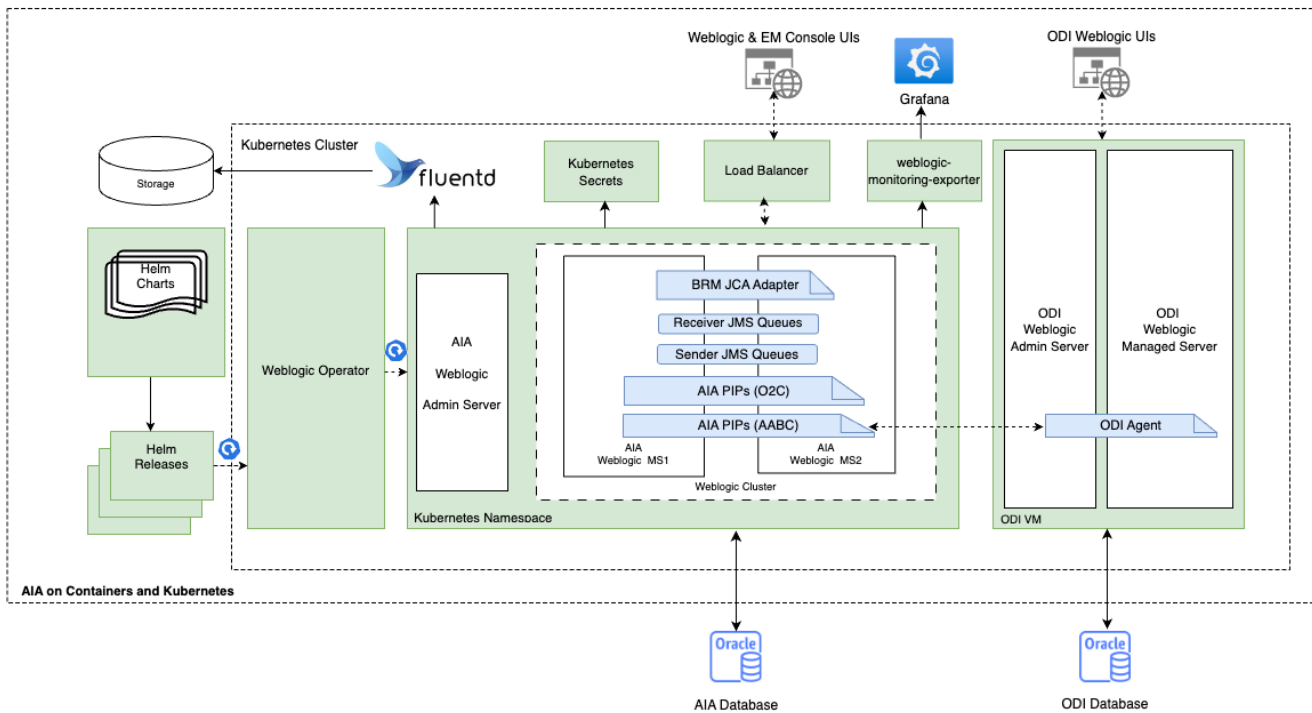 Weblogic & EM Console UIs
ODI Weblogic UIs
Grafana
Kubernetes Cluster
Storage
fluentd
Kubernetes
Secrets
Load Balancer
weblogic-
monitoring-exporter
Helm
Charts
Helm
Releases
Weblogic Operator
AIA
Weblogic
Admin Server
BRM JCA Adapter
Receiver JMS Queues
Sender JMS Queues
AIA PIPs (O2C)
AIA PIPs (AABC)
AIA
Weblogic MS1
AIA
Weblogic MS2
Weblogic Cluster
Kubernetes Namespace
ODI
Weblogic
Admin Server
ODI
Weblogic
Managed Server
ODI Agent
ODI VM
AIA on Containers and Kubernetes
Oracle
AIA Database
Oracle
ODI Database